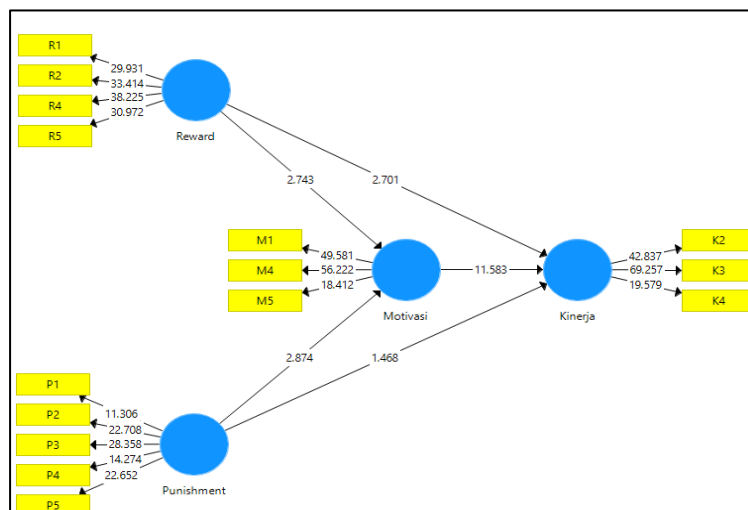 R1
R2
R4
R5
29.931
33.414
38.225
30.972
Reward
2.743
2.701
M1
M4
M5
49.581
56.222
18.412
Motivasi
11.583
Kinerja
42.837
69.257
19.579
K2
K3
K4
2.874
1.468
P1
P2
P3
P4
P5
11.306
22.708
28.358
14.274
22.652
Punishment